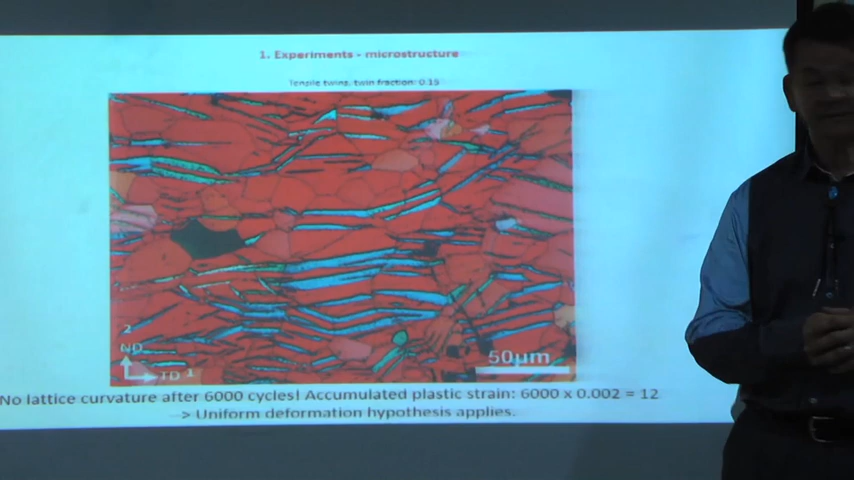 1. Experiments - microstructure
Tensile twins, twin fraction: 0.15
2
ND
TD 1
50µm
No lattice curvature after 6000 cycles! Accumulated plastic strain: 6000 x 0.002 = 12
> Uniform deformation hypothesis applies.